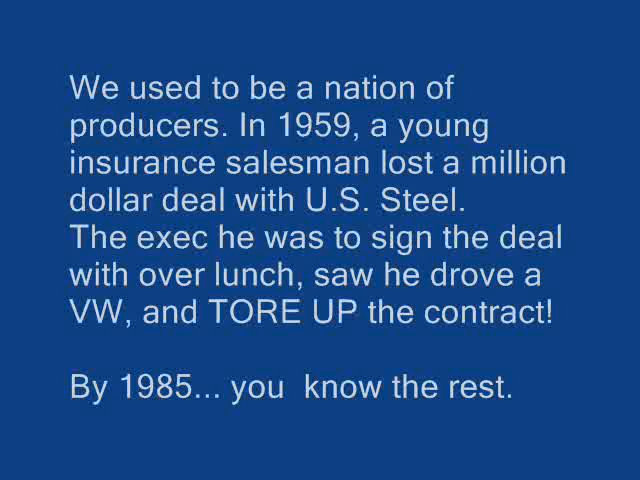 We used to be a nation of
producers. In 1959, a young
insurance salesman lost a million
dollar deal with U.S. Steel.
The exec he was to sign the deal
with over lunch, saw he drove a
VW, and TORE UP the contract!
By 1985... you  know the rest.